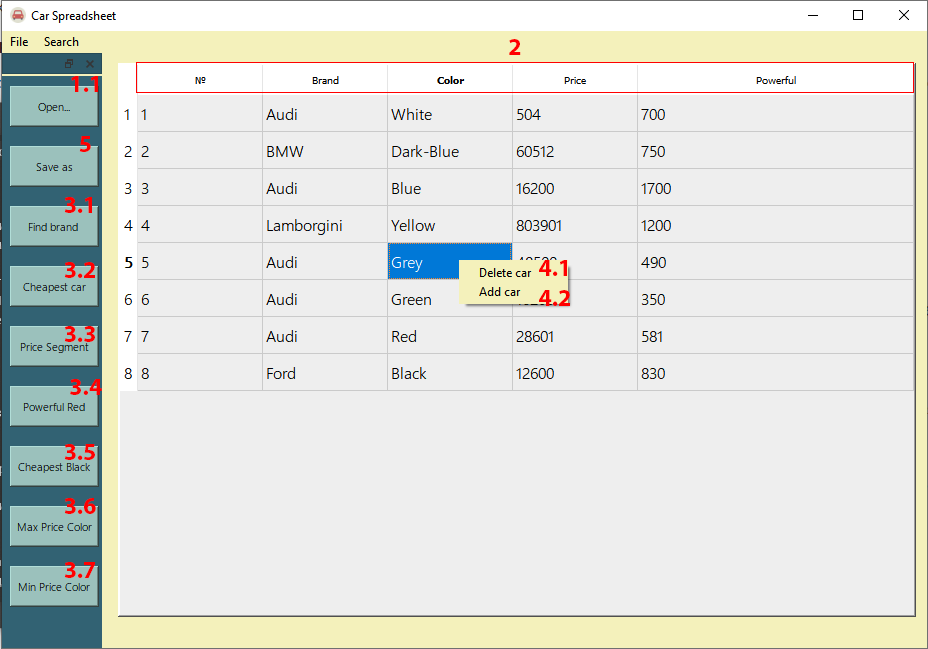 Car Spreadsheet
File Search
2
1.1
Open...
5
Save as
3.1
Find brand
3.2
Cheapest car
3.3
Price Segment
3.4
Powerful Red
3.5
Cheapest Black
3.6
Max Price Color
3.7
Min Price Color
№ Brand Color Price Powerful
1 1 Audi White 504 700
2 2 BMW Dark-Blue 60512 750
3 3 Audi Blue 16200 1700
4 4 Lamborgini Yellow 803901 1200
5 5 Audi Grey 490
Delete car 4.1
Add car 4.2
6 6 Audi Green 350
7 7 Audi Red 28601 581
8 8 Ford Black 12600 830